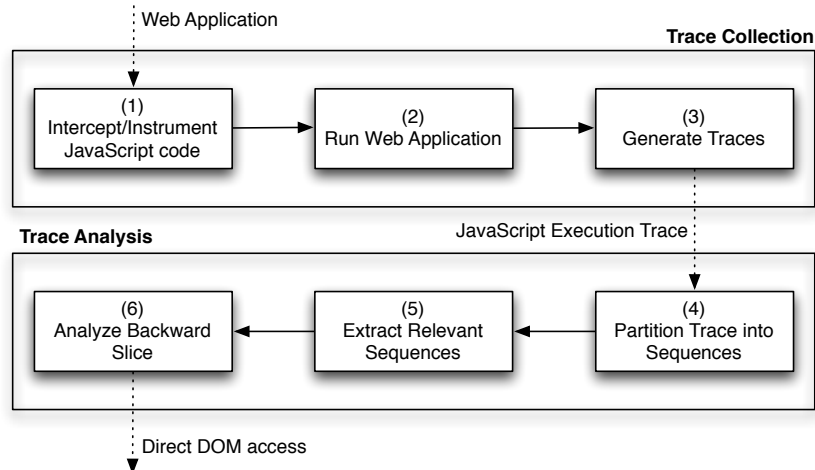 Web Application
Trace Collection
(1)
Intercept/Instrument
JavaScript code
(2)
Run Web Application
(3)
Generate Traces
JavaScript Execution Trace
Trace Analysis
(6)
Analyze Backward
Slice
(5)
Extract Relevant
Sequences
(4)
Partition Trace into
Sequences
Direct DOM access